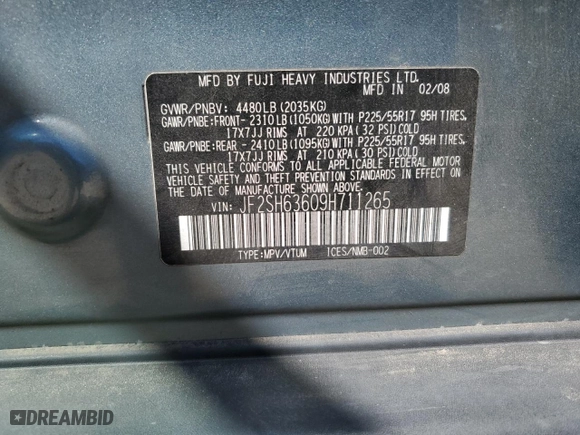 MFD BY FUJI HEAVY INDUSTRIES LTD.
MFD IN 02/08
GVWR/PNBV: 4480LB (2035KG)
GAWR/PNBE:FRONT- 2310LB(1050KG)WITH P225/55R17 95H TIRES,
17X7JJ RIMS AT 220 KPA( 32 PSI)COLD
GAWR/PNBE:REAR - 2410LB(1095KG)WITH P225/55R17 95H TIRES,
17X7JJ RIMS AT 210 KPA( 30 PSI)COLD
THIS VEHICLE CONFORMS TO ALL APPLICABLE FEDERAL MOTOR
VEHICLE SAFETY AND THEFT PREVENTION STANDARDS IN EFFECT ON
THE DATE OF MANUFACTURE SHOWN ABOVE.
VIN: JF2SH63609H711265
TYPE:MPV/VTUM ICES/NMB-002
DREAMBID